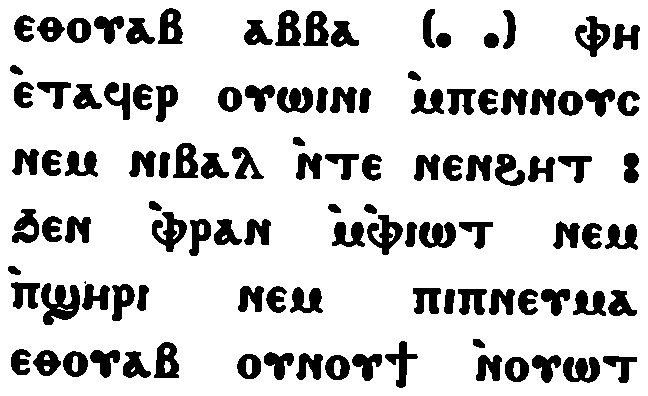 ⲉⲑⲟⲩⲁⲃ ⲁⲃⲃⲁ (. .) ⲫⲏ
ⲉ̀ⲧⲁϥⲉⲣ ⲟⲩⲱⲓⲛⲓ ⲙ̀ⲡⲉⲛⲛⲟⲩⲥ
ⲛⲉⲙ ⲛⲓⲃⲁⲗ ⲛ̀ⲧⲉ ⲛⲉⲛϩⲏⲧ :
ϧⲉⲛ ⲫ̀ⲣⲁⲛ ⲙ̀ⲫ̀ⲓⲱⲧ ⲛⲉⲙ
ⲡ̀ϣⲏⲣⲓ ⲛⲉⲙ ⲡⲓⲡⲛⲉⲩⲙⲁ
ⲉⲑⲟⲩⲁⲃ ⲟⲩⲛⲟⲩϯ ⲛ̀ⲟⲩⲱⲧ